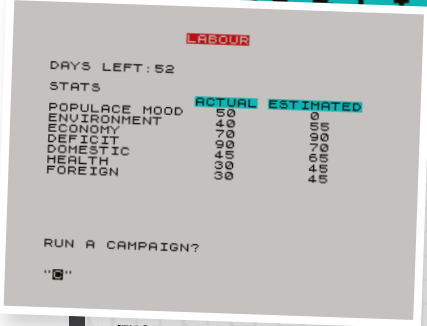 LABOUR
DAYS LEFT:52
STATS
ACTUAL ESTIMATED
POPULACE MOOD 50 0
ENVIRONMENT 40 55
ECONOMY 70 90
DEFICIT 90 70
DOMESTIC 45 65
HEALTH 30 45
FOREIGN 30 45
RUN A CAMPAIGN?
"C"